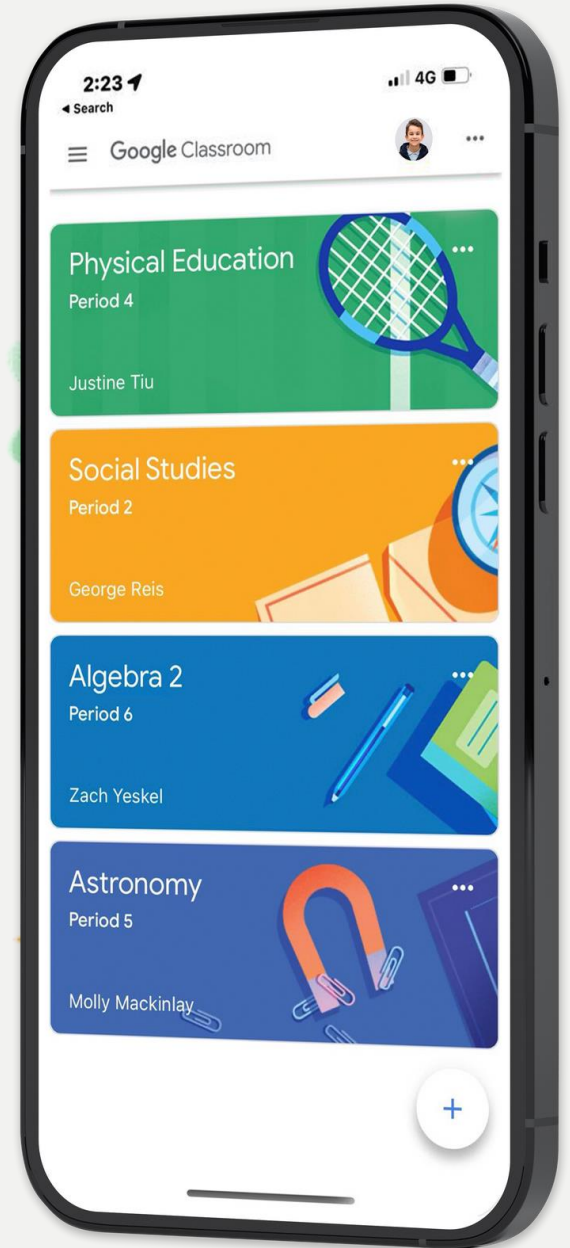 2:23
4G
◀ Search
Google Classroom
Physical Education
Period 4
Justine Tiu
Social Studies
Period 2
George Reis
Algebra 2
Period 6
Zach Yeskel
Astronomy
Period 5
Molly Mackinlay